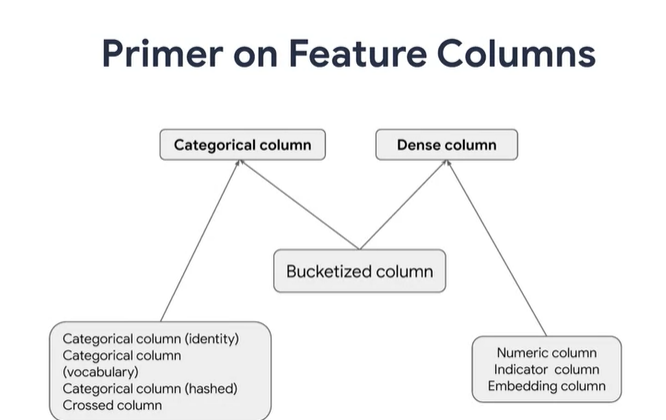 Primer on Feature Columns
Categorical column
Dense column
Bucketized column
Categorical column (identity)
Categorical column
(vocabulary)
Categorical column (hashed)
Crossed column
Numeric column
Indicator column
Embedding column